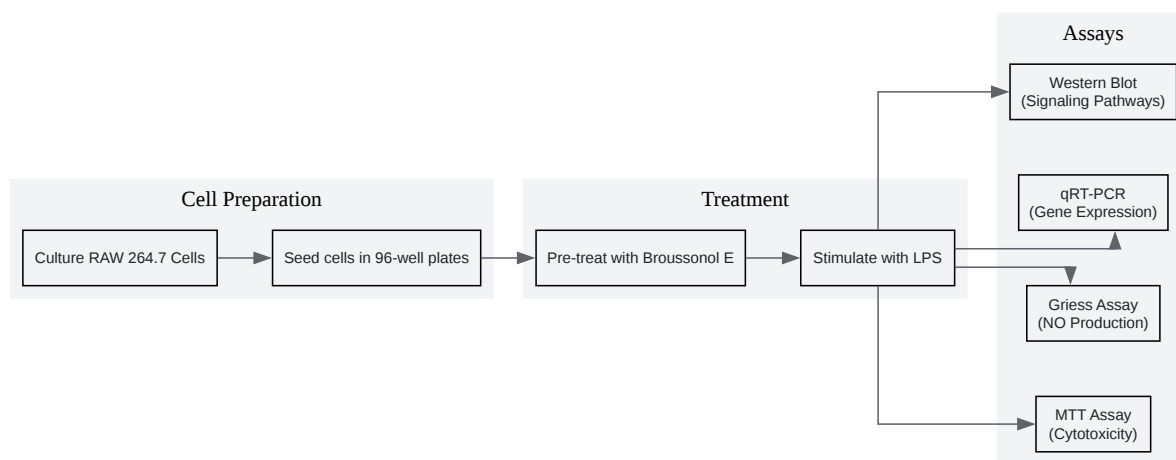 Cell Preparation
Culture RAW 264.7 Cells
Seed cells in 96-well plates
Treatment
Pre-treat with Broussonol E
Stimulate with LPS
Assays
Western Blot
(Signaling Pathways)
qRT-PCR
(Gene Expression)
Griess Assay
(NO Production)
MTT Assay
(Cytotoxicity)